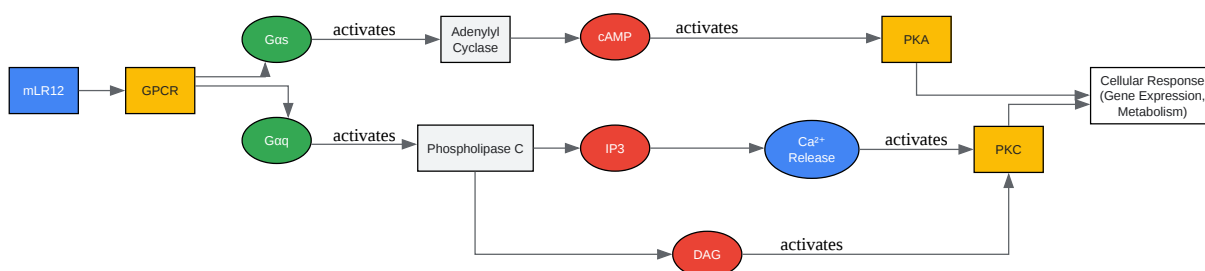 mLR12
GPCR
Gαs
activates
Adenylyl
Cyclase
cAMP
activates
PKA
Cellular Response
(Gene Expression,
Metabolism)
Gαq
activates
Phospholipase C
IP3
Ca²⁺
Release
activates
PKC
DAG
activates